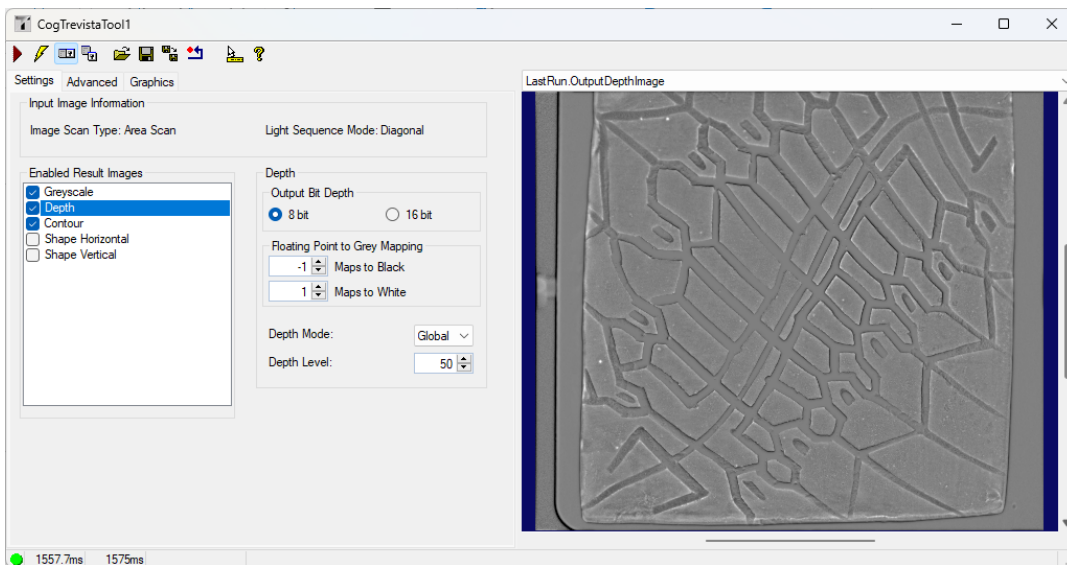 CogTrevistaTool1
Settings Advanced Graphics
LastRun.OutputDepthImage
Input Image Information
Image Scan Type: Area Scan
Light Sequence Mode: Diagonal
Enabled Result Images
Greyscale
Depth
Contour
Shape Horizontal
Shape Vertical
Depth
Output Bit Depth
8 bit 16 bit
Floating Point to Grey Mapping
-1 Maps to Black
1 Maps to White
Depth Mode: Global
Depth Level: 50
1557.7ms 1575ms